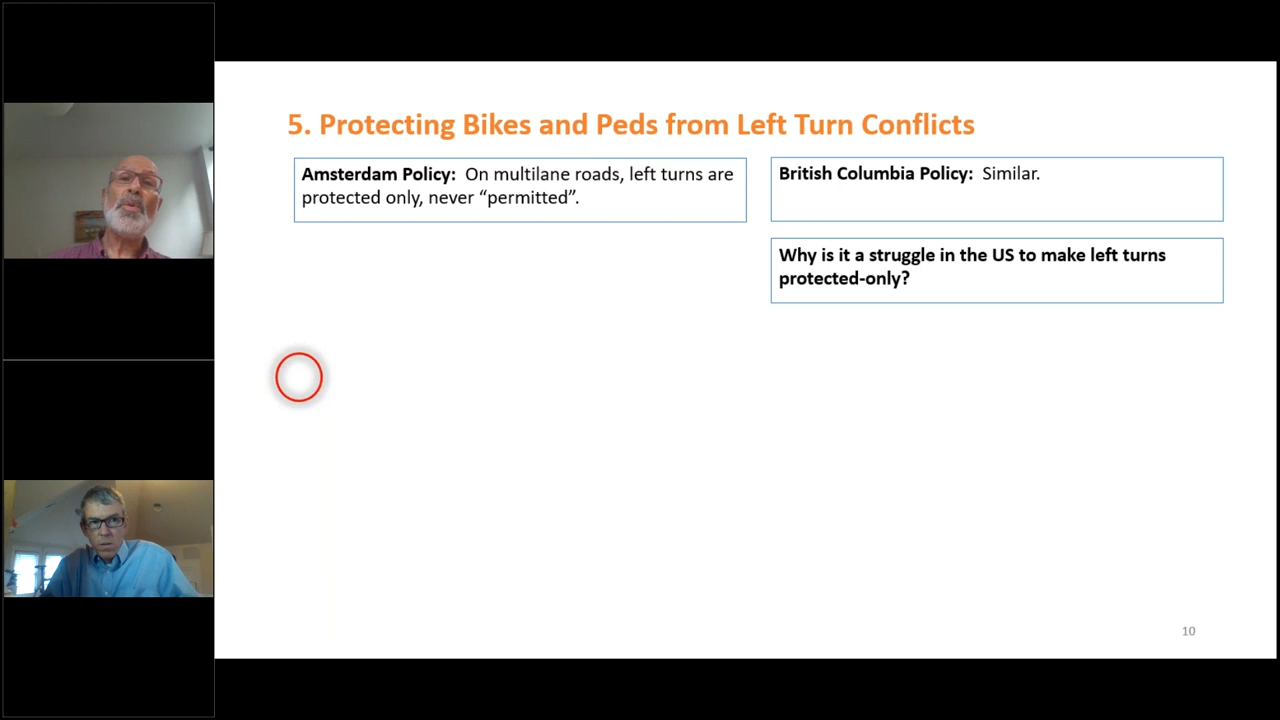 5. Protecting Bikes and Peds from Left Turn Conflicts
Amsterdam Policy: On multilane roads, left turns are
protected only, never “permitted”.
British Columbia Policy: Similar.
Why is it a struggle in the US to make left turns
protected-only?
10